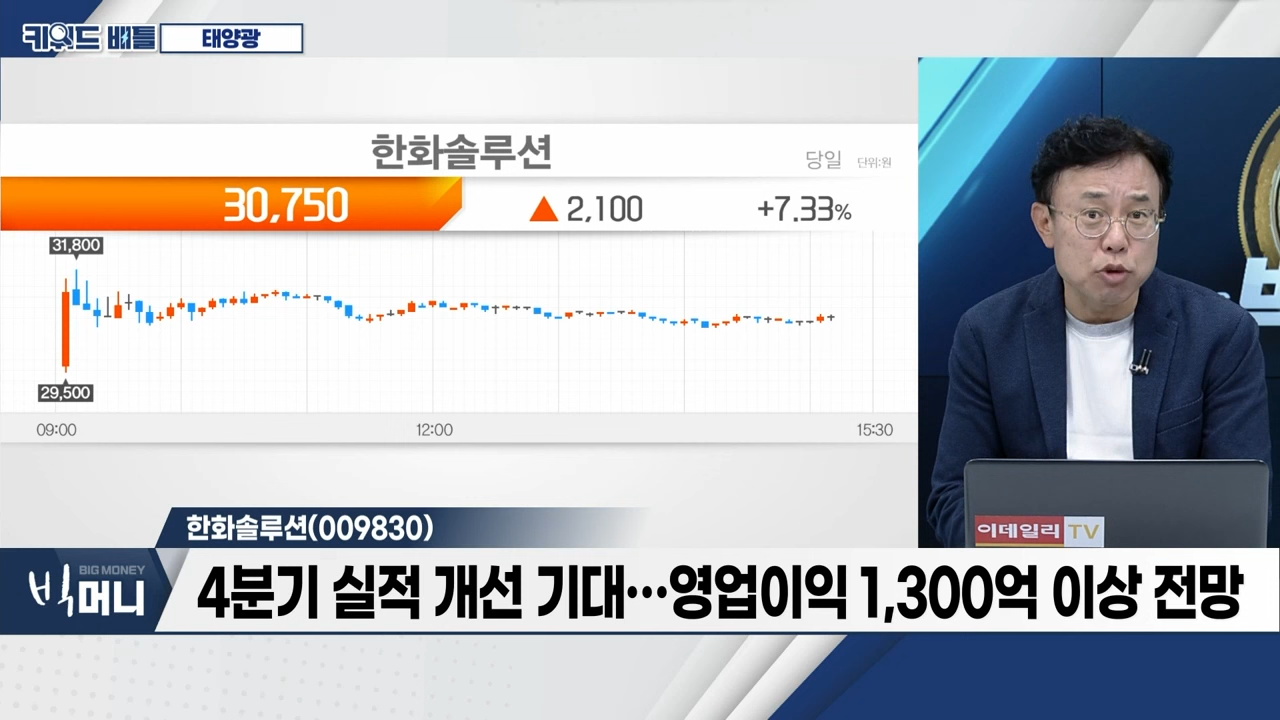 키워드 배틀
태양광
한화솔루션
당일 단위:원
30,750 ▲ 2,100 +7.33%
31,800
29,500
09:00 12:00 15:30
이데일리 TV
한화솔루션(009830)
BIG MONEY
빅머니
4분기 실적 개선 기대…영업이익 1,300억 이상 전망